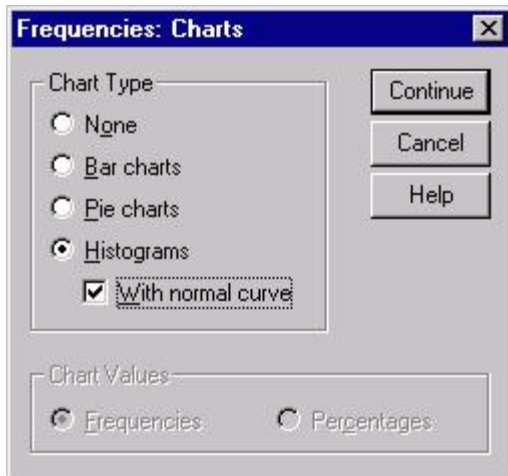 Frequencies: Charts
Chart Type
None
Bar charts
Pie charts
Histograms
With normal curve
Continue
Cancel
Help
Chart Values
Frequencies
Percentages